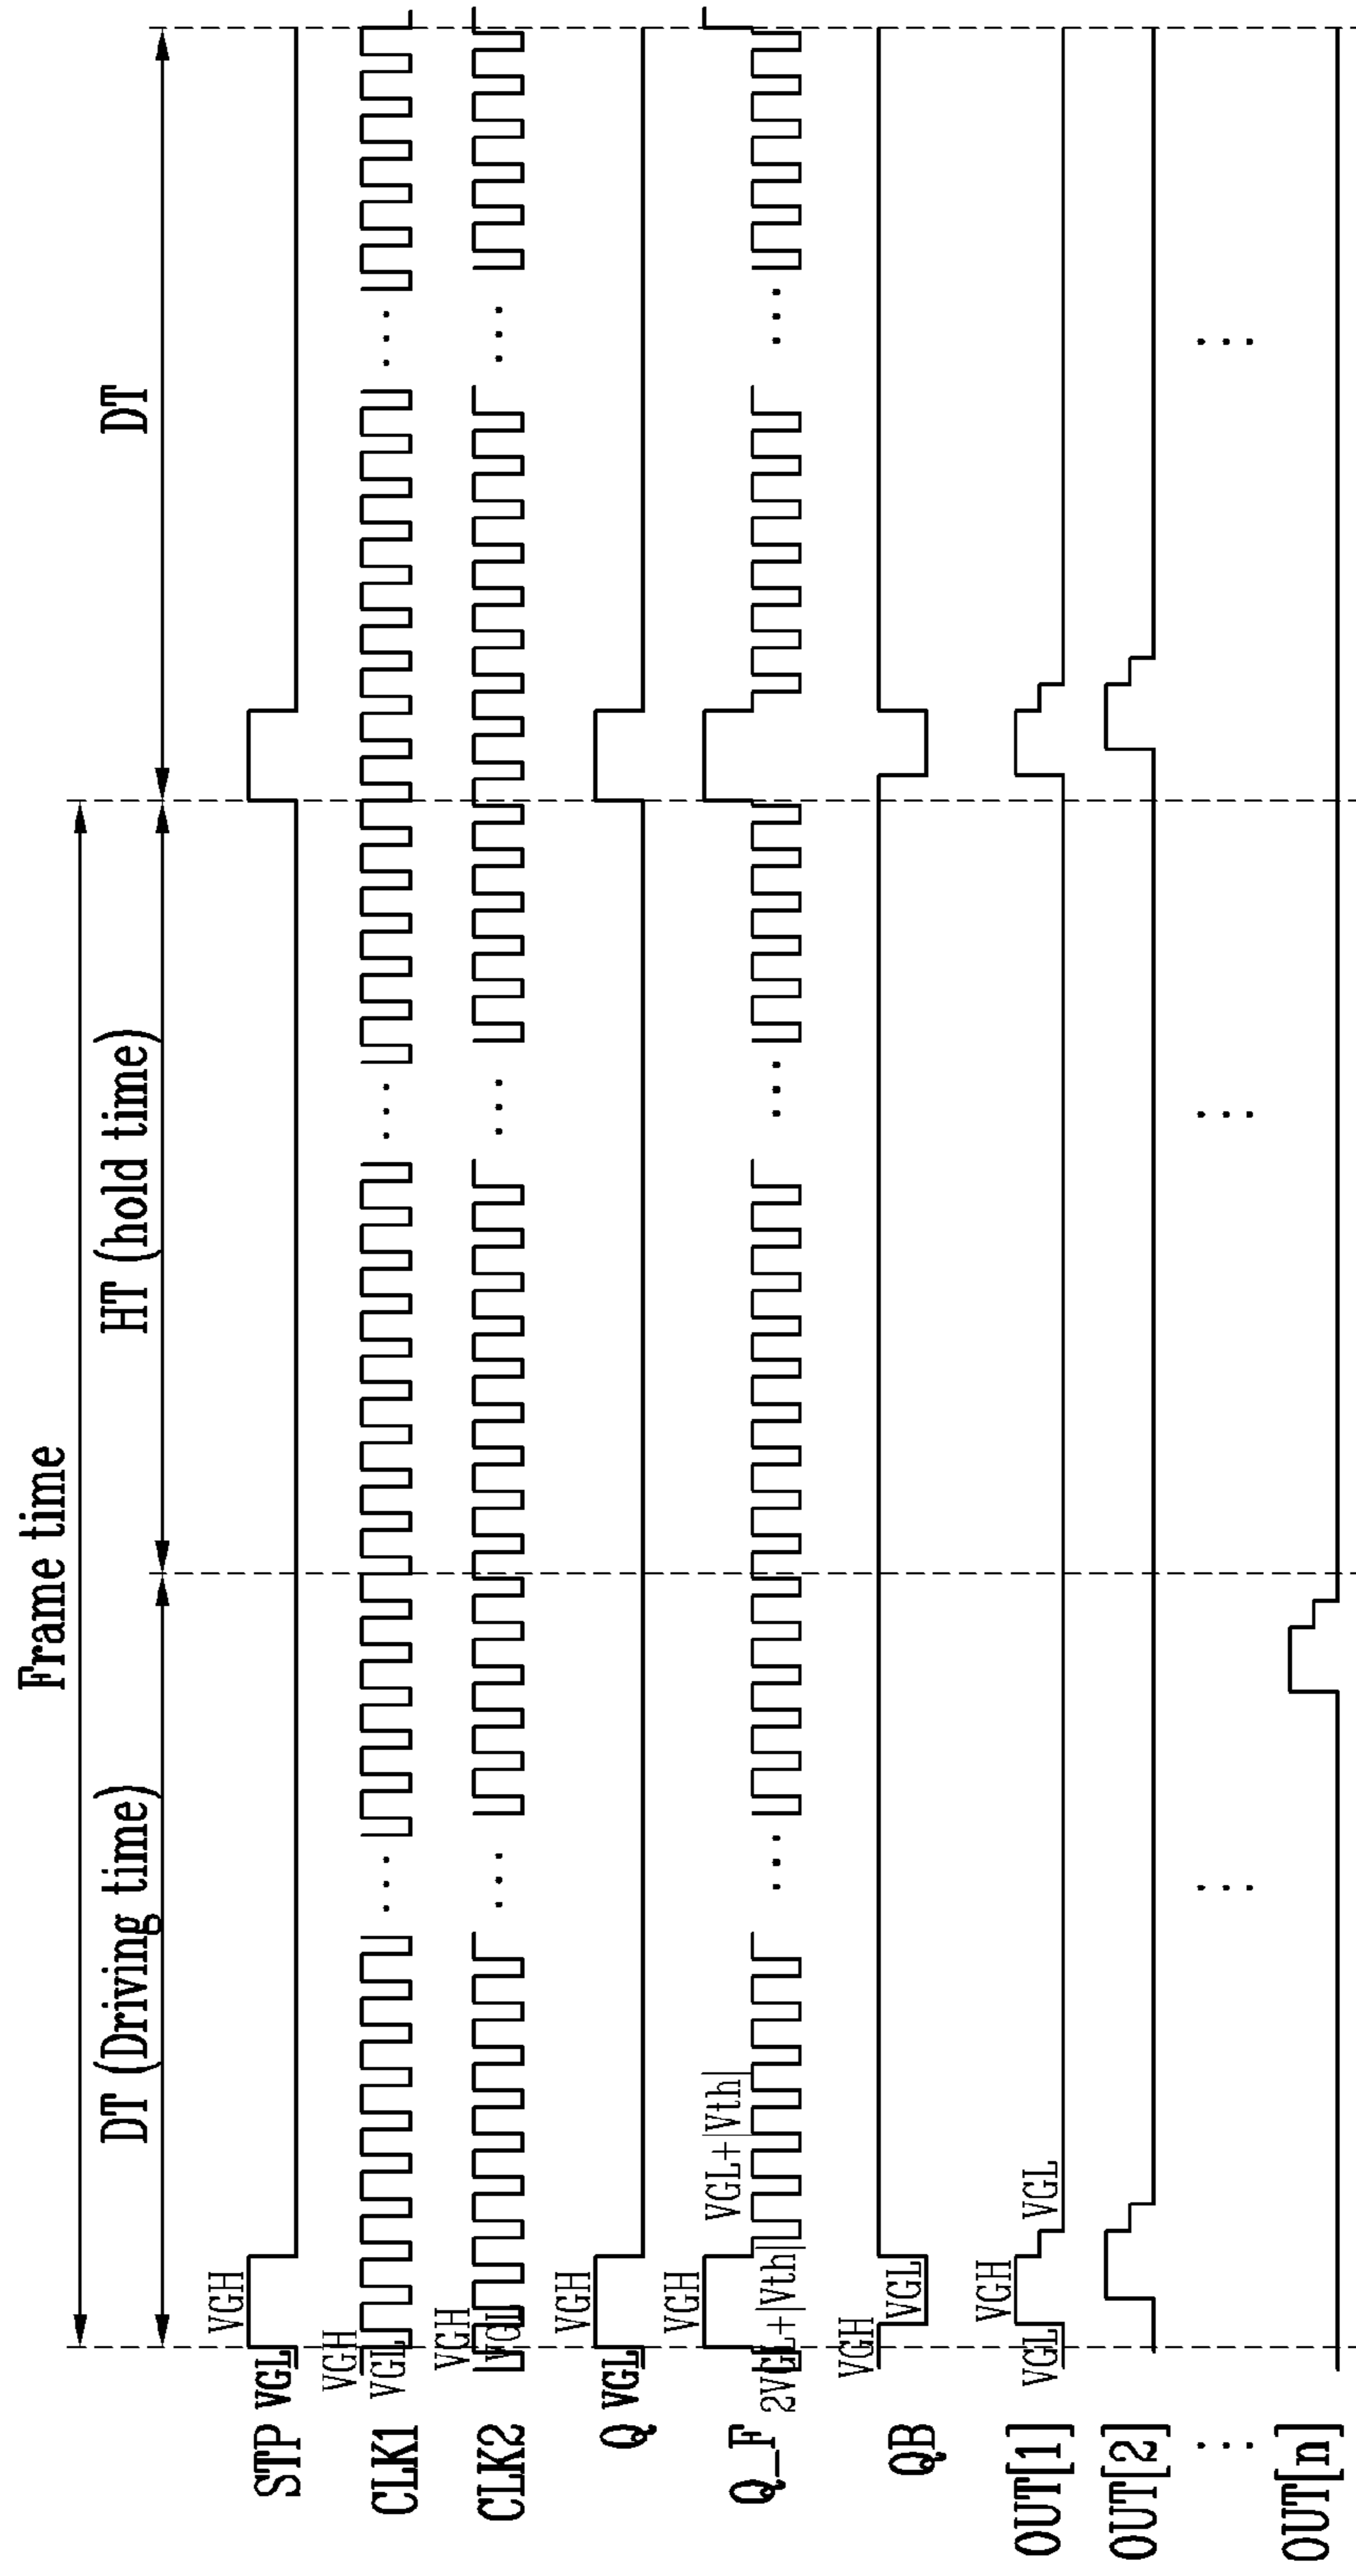 Frame time
DT (Driving time)
HT (hold time)
DT
STP
VGL
VGH
CLK1
VGH
VGL
CLK2
VGH
VGL
Q
VGL
VGH
Q_F
2VGL+|Vth|
VGH
VGL+|Vth|
QB
VGH
VGL
OUT[1]
VGL
VGH
VGL
OUT[2]
OUT[n]